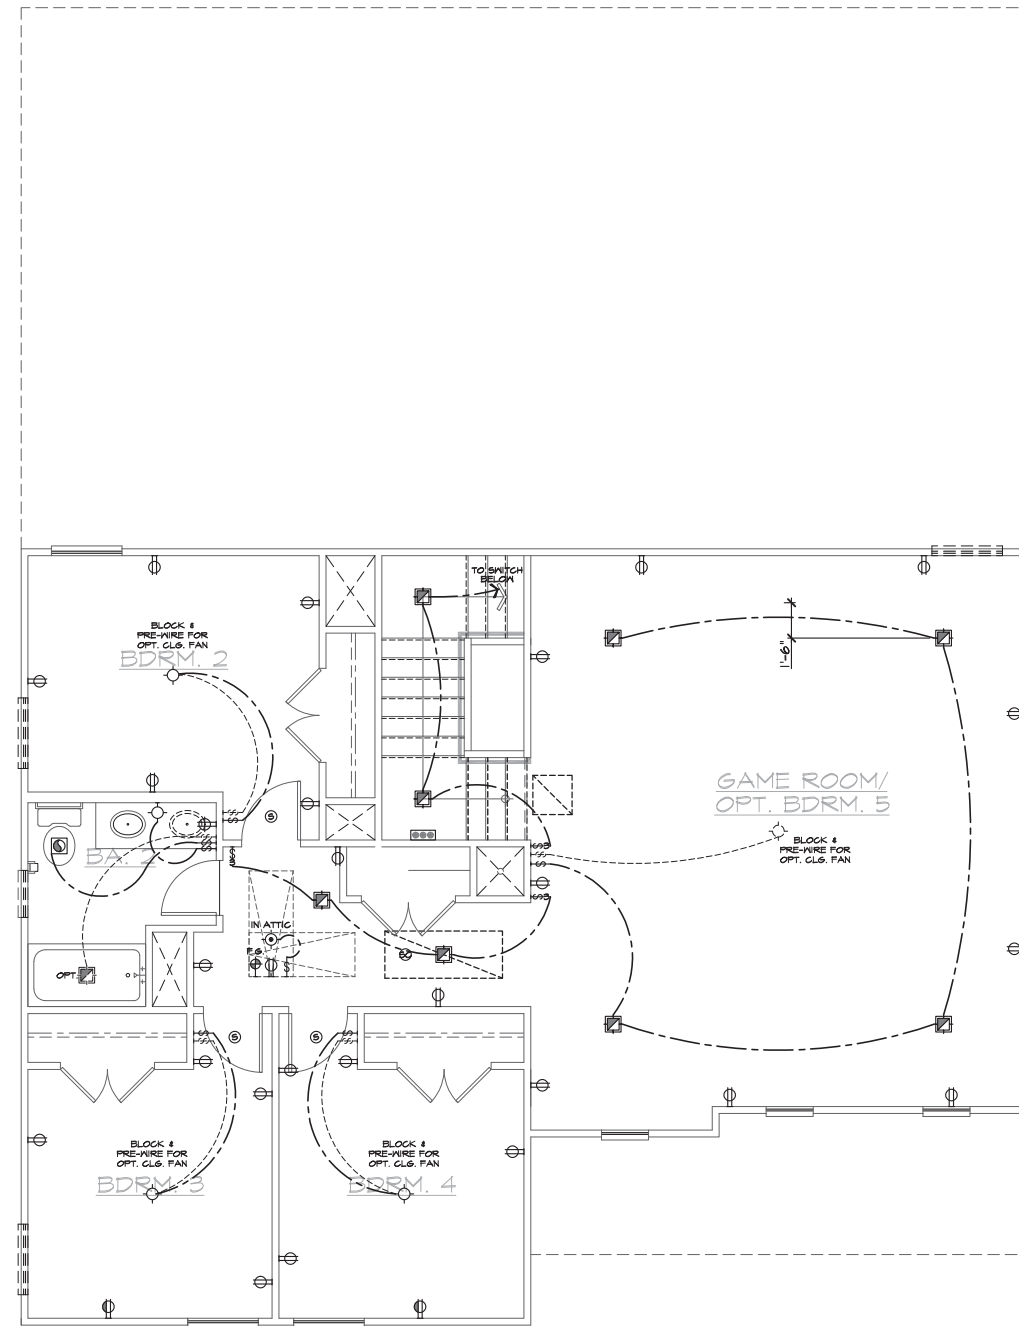 TO SWITCH
BELOW
BLOCK &
PRE-WIRE FOR
OPT. CLG. FAN
BDRM. 2
1'-6"
GAME ROOM/
OPT. BDRM. 5
BLOCK &
PRE-WIRE FOR
OPT. CLG. FAN
S
BA. 2
IN ATTIC
F.G.
S
OPT.
S
S
BLOCK &
PRE-WIRE FOR
OPT. CLG. FAN
BDRM. 3
BLOCK &
PRE-WIRE FOR
OPT. CLG. FAN
BDRM. 4